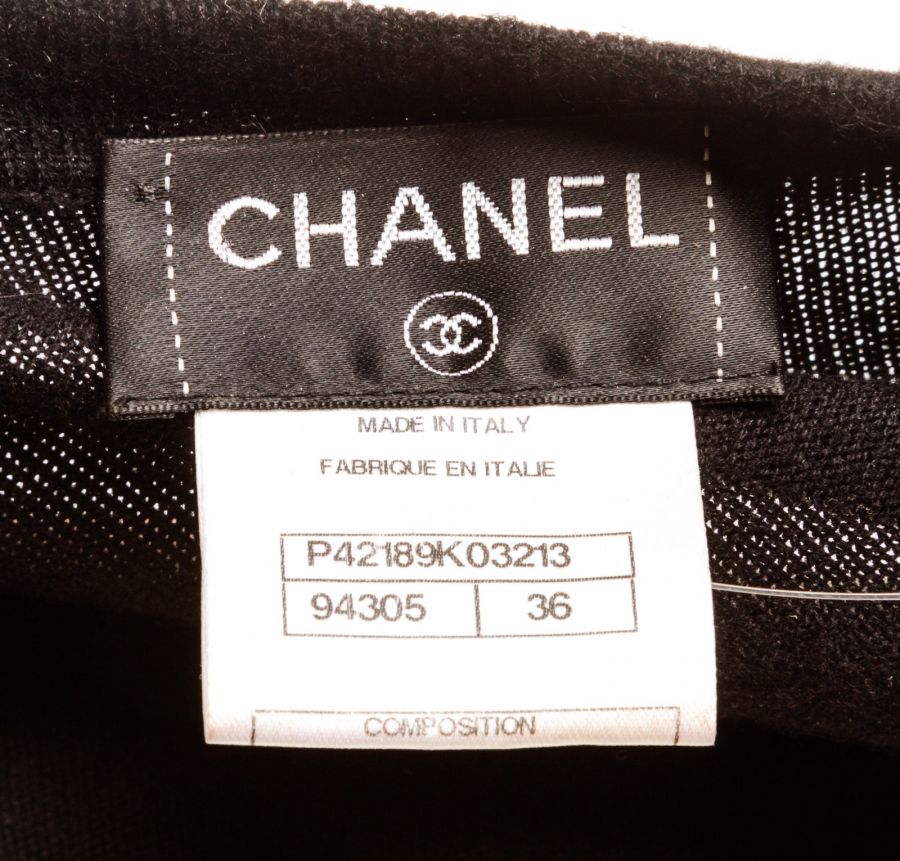 CHANEL
MADE IN ITALY
FABRIQUE EN ITALIE
P42189K03213
94305 36
COMPOSITION